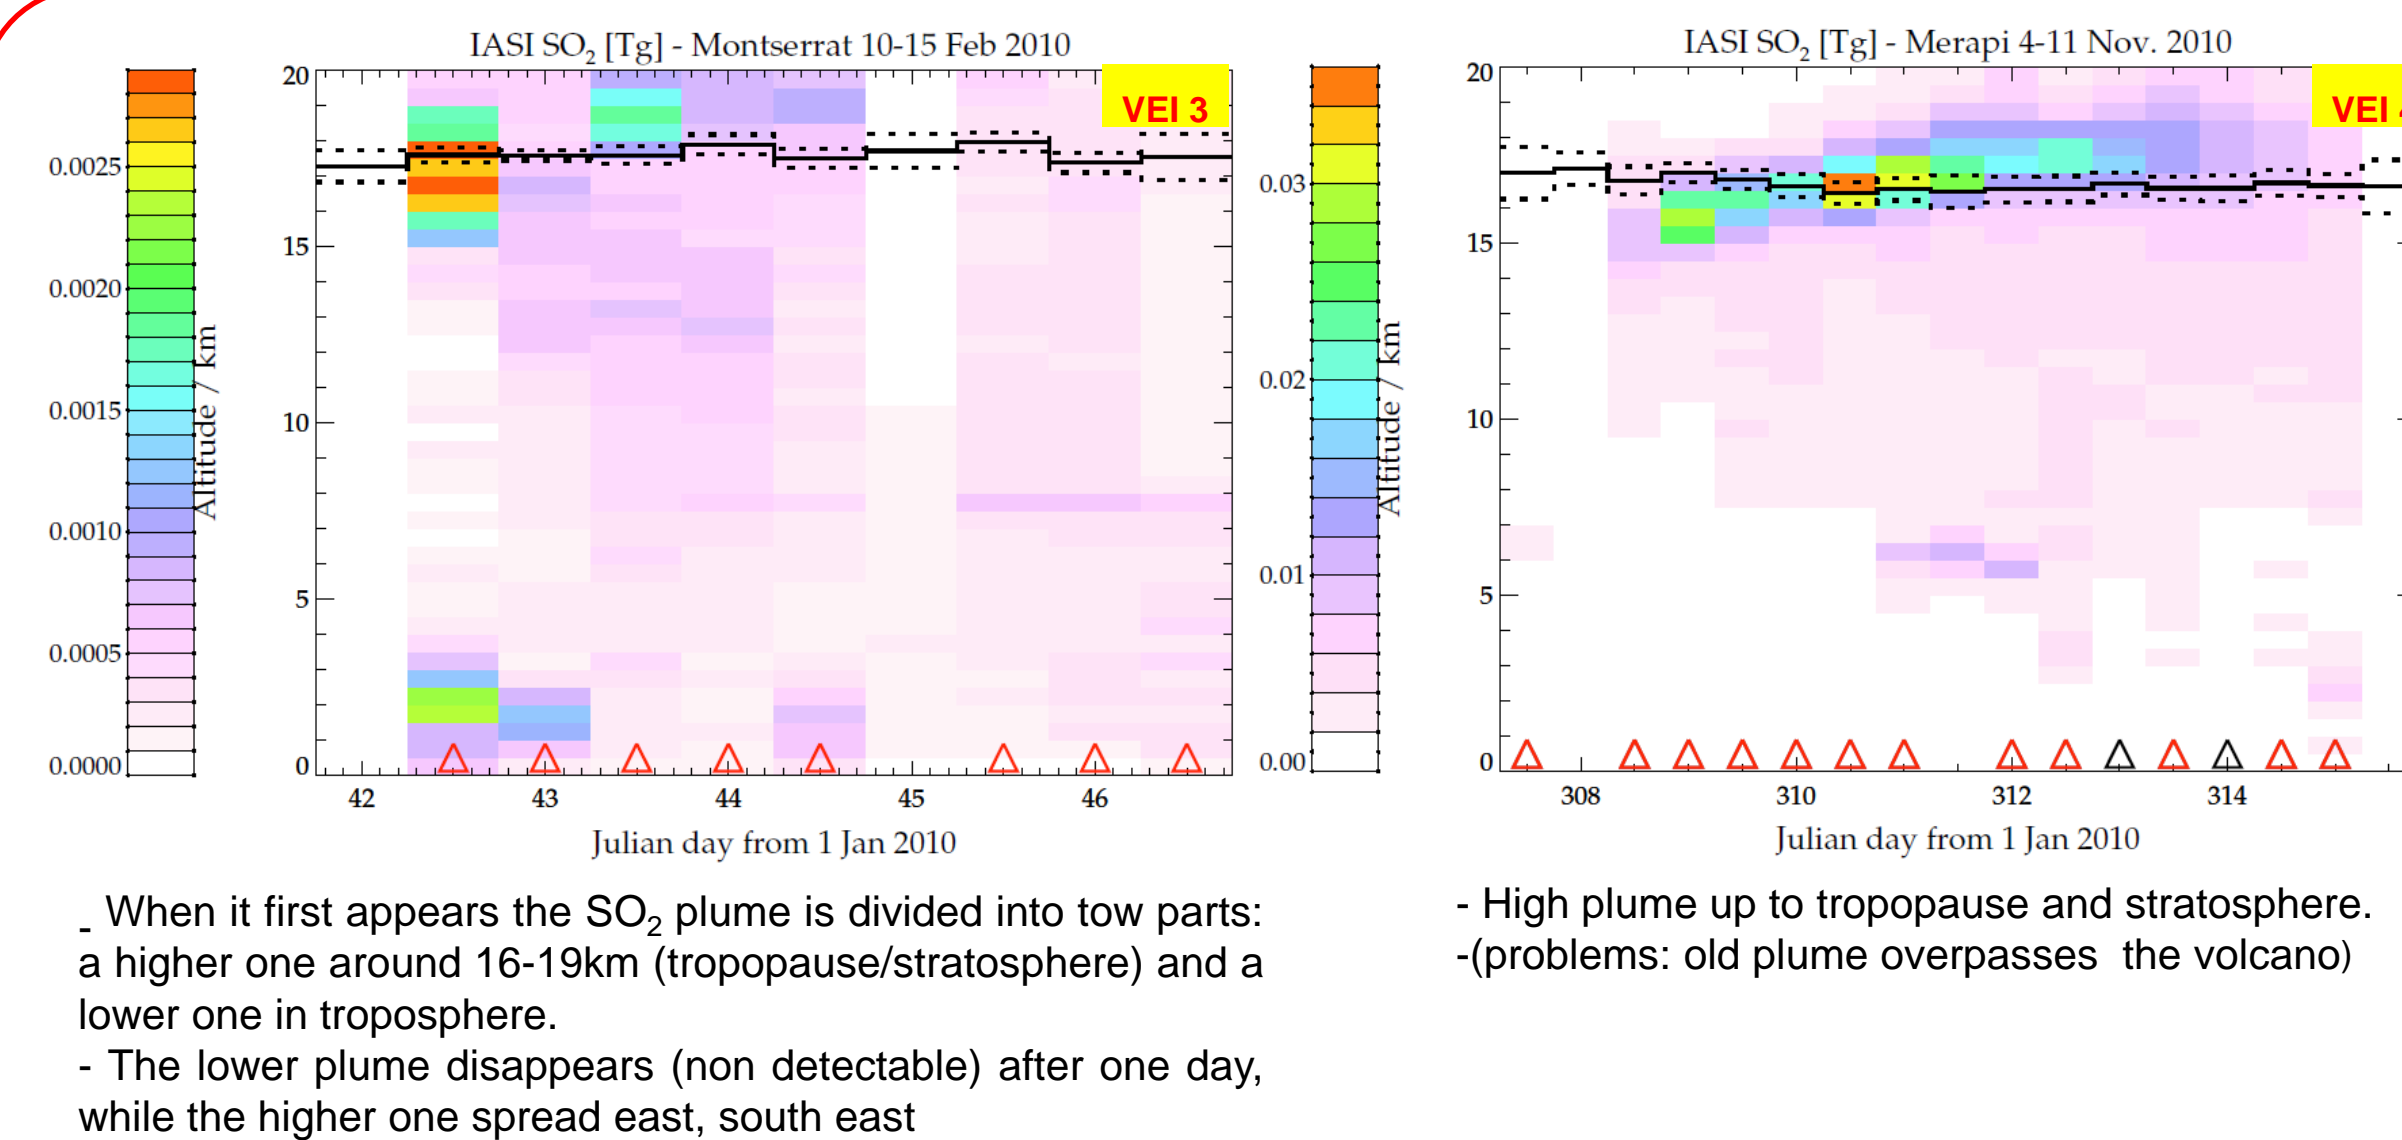 IASI SO2 [Tg] - Montserrat 10-15 Feb 2010
VEI 3
0.0025
0.0020
0.0015
0.0010
0.0005
0.0000
Altitude / km
20
15
10
5
0
42 43 44 45 46
Julian day from 1 Jan 2010
IASI SO2 [Tg] - Merapi 4-11 Nov. 2010
VEI
0.03
0.02
0.01
0.00
Altitude / km
20
15
10
5
0
308 310 312 314
Julian day from 1 Jan 2010
- When it first appears the SO2 plume is divided into tow parts:
a higher one around 16-19km (tropopause/stratosphere) and a
lower one in troposphere.
- The lower plume disappears (non detectable) after one day,
while the higher one spread east, south east
- High plume up to tropopause and stratosphere.
-(problems: old plume overpasses the volcano)